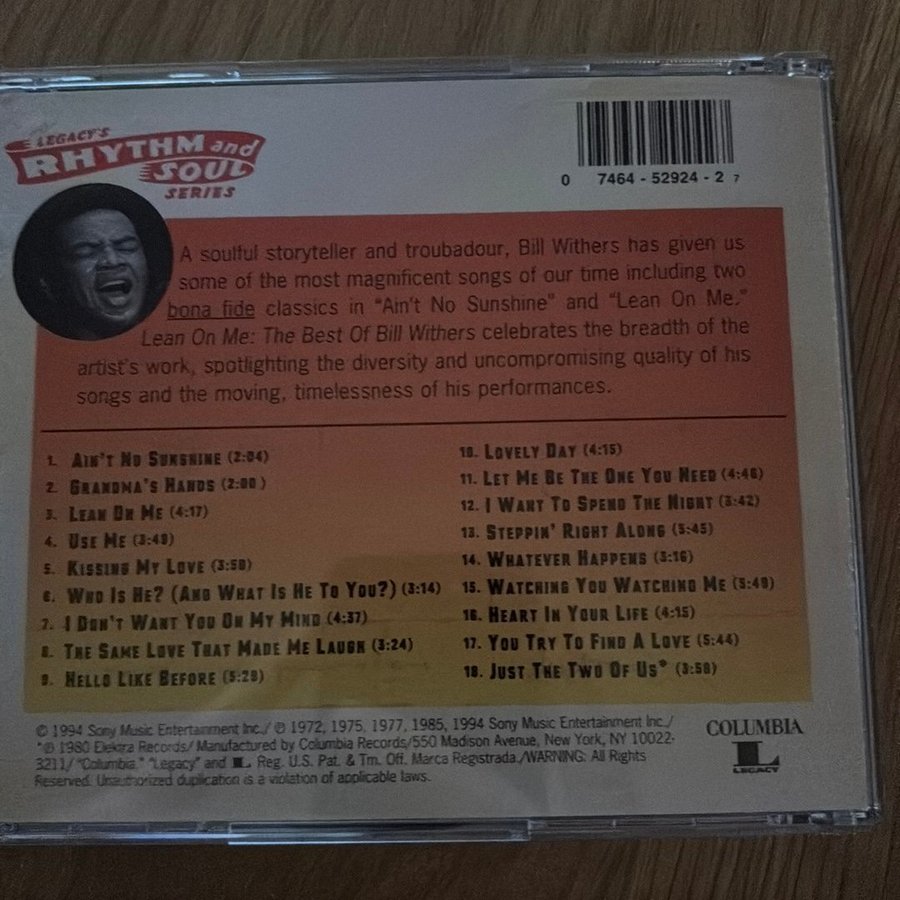 LEGACY'S
RHYTHM and
SOUL
SERIES
0 7464 - 52924 - 2 7
A soulful storyteller and troubadour, Bill Withers has given us
some of the most magnificent songs of our time including two
bona fide classics in "Ain't No Sunshine" and "Lean On Me."
Lean On Me: The Best Of Bill Withers celebrates the breadth of the
artist's work, spotlighting the diversity and uncompromising quality of his
songs and the moving, timelessness of his performances.
1. AIN'T NO SUNSHINE (2:04)
2. GRANDMA'S HANDS (2:00)
3. LEAN ON ME (4:17)
4. USE ME (3:49)
5. KISSING MY LOVE (3:50)
6. WHO IS HE? (AND WHAT IS HE TO YOU?) (3:14)
7. I DON'T WANT YOU ON MY MIND (4:37)
8. THE SAME LOVE THAT MADE ME LAUGH (3:24)
9. HELLO LIKE BEFORE (5:28)
10. LOVELY DAY (4:15)
11. LET ME BE THE ONE YOU NEED (4:46)
12. I WANT TO SPEND THE NIGHT (3:42)
13. STEPPIN' RIGHT ALONG (5:45)
14. WHATEVER HAPPENS (3:16)
15. WATCHING YOU WATCHING ME (5:49)
16. HEART IN YOUR LIFE (4:15)
17. YOU TRY TO FIND A LOVE (5:44)
18. JUST THE TWO OF US* (3:58)
© 1994 Sony Music Entertainment Inc./ ℗ 1972, 1975, 1977, 1985, 1994 Sony Music Entertainment Inc./
*℗ 1980 Elektra Records/ Manufactured by Columbia Records/550 Madison Avenue, New York, NY 10022-
3211/ "Columbia," "Legacy" and L Reg. U.S. Pat. & Tm. Off. Marca Registrada./WARNING: All Rights
Reserved. Unauthorized duplication is a violation of applicable laws.
COLUMBIA
L
LEGACY